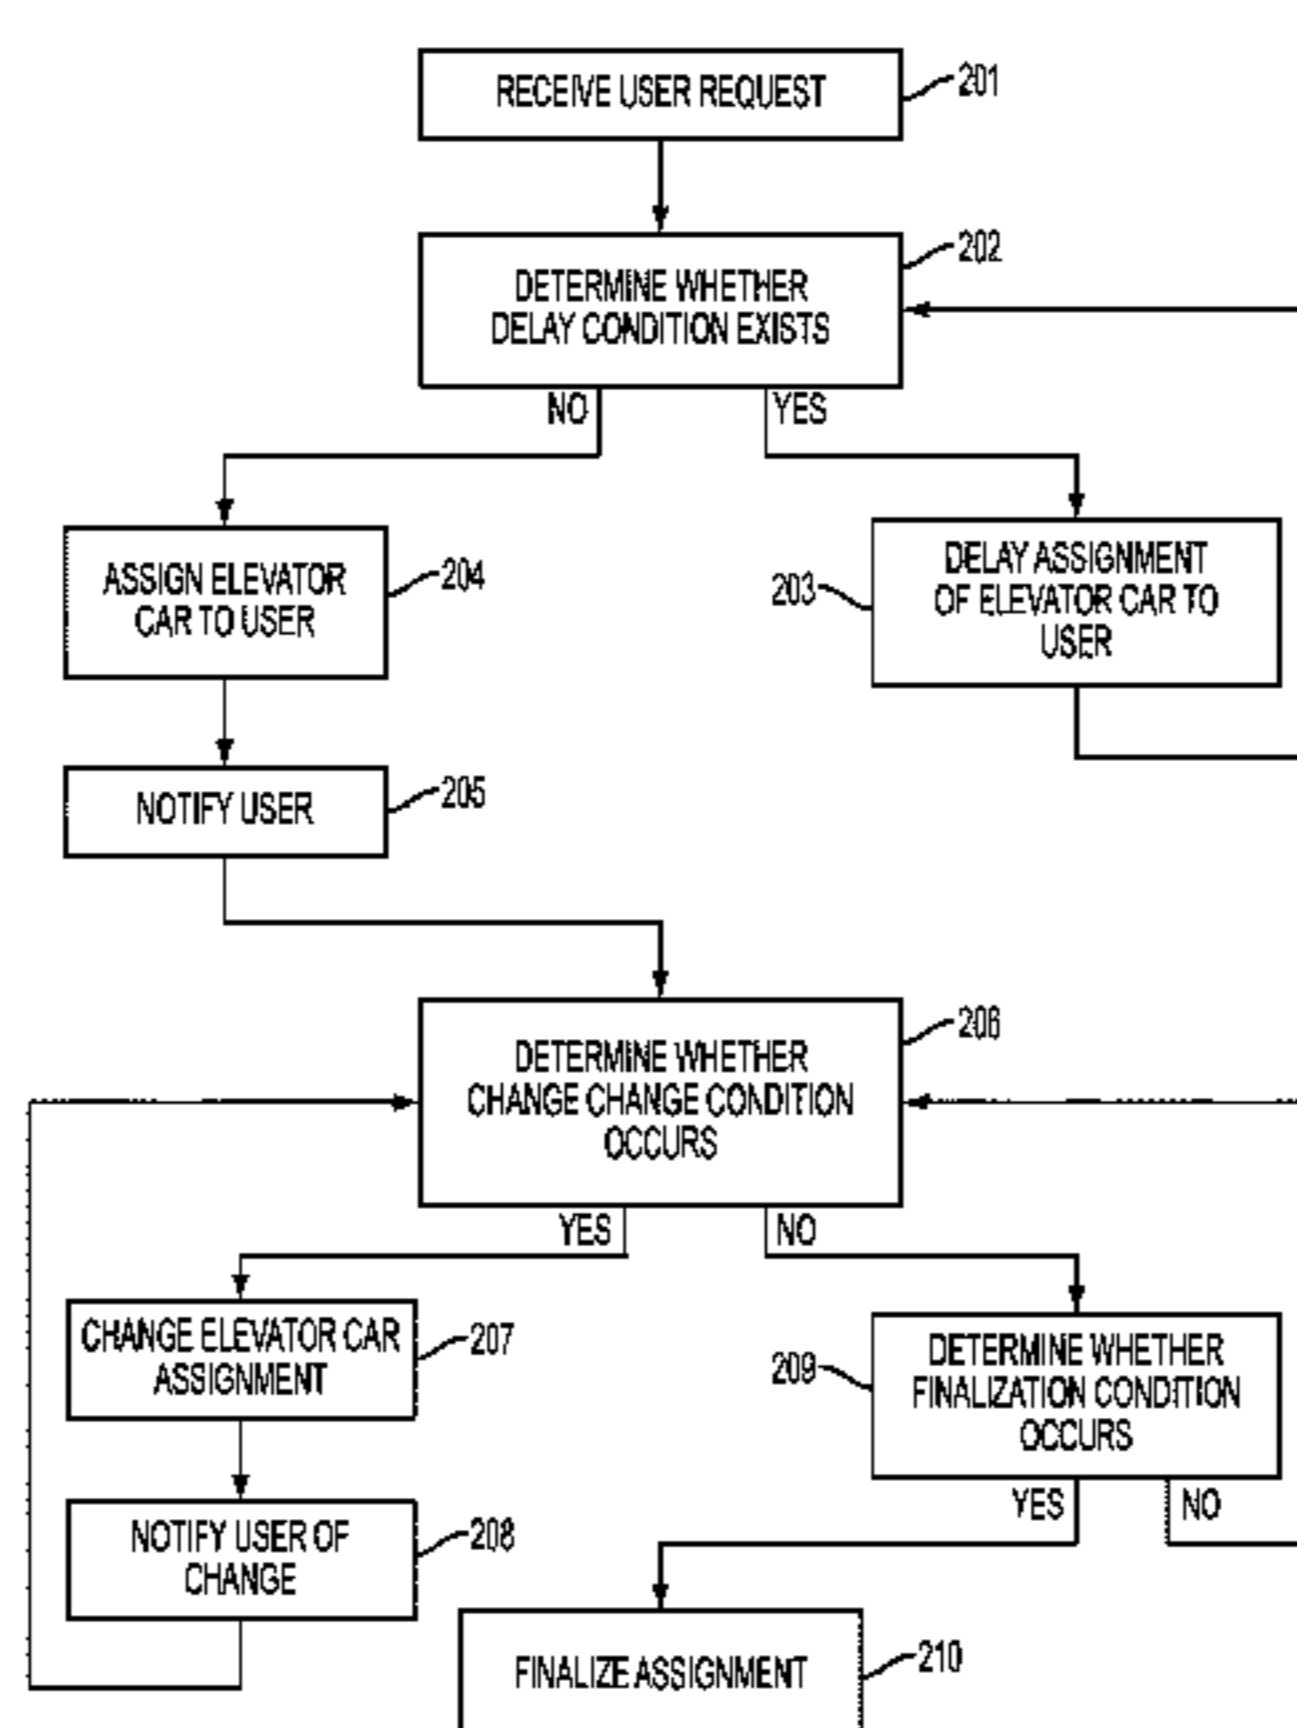 RECEIVE USER REQUEST
201
DETERMINE WHETHER
DELAY CONDITION EXISTS
202
NO
YES
ASSIGN ELEVATOR
CAR TO USER
204
203
DELAY ASSIGNMENT
OF ELEVATOR CAR TO
USER
NOTIFY USER
205
DETERMINE WHETHER
CHANGE CHANGE CONDITION
OCCURS
206
YES
NO
CHANGE ELEVATOR CAR
ASSIGNMENT
207
209
DETERMINE WHETHER
FINALIZATION CONDITION
OCCURS
NOTIFY USER OF
CHANGE
208
YES
NO
FINALIZE ASSIGNMENT
210